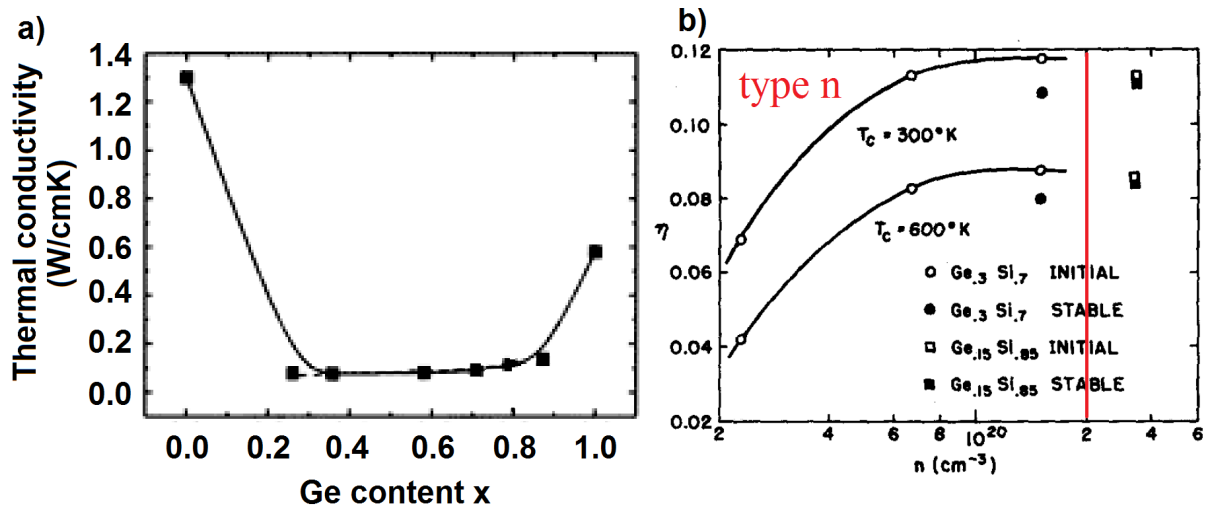 a)
Thermal conductivity
(W/cmK)
1.4
1.2
1.0
0.8
0.6
0.4
0.2
0.0
0.0 0.2 0.4 0.6 0.8 1.0
Ge content x
b)
type n
η
0.12
0.10
0.08
0.06
0.04
0.02
Tc = 300°K
Tc = 600°K
Ge.3 Si.7 INITIAL
Ge.3 Si.7 STABLE
Ge.15 Si.85 INITIAL
Ge.15 Si.85 STABLE
2 4 6 8 10²⁰ 2 4 6
n (cm⁻³)